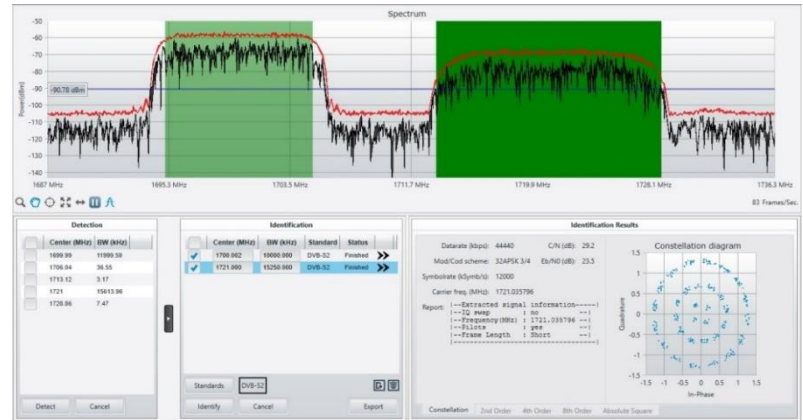 Spectrum
-50
-60
-70
-80
-90
-100
-110
-120
-130
-140
Power(dBm)
-90.78 dBm
1687 MHz 1695.3 MHz 1703.5 MHz 1711.7 MHz 1719.9 MHz 1728.1 MHz 1736.3 MHz
83 Frames/Sec.
Detection
Center (MHz) BW (kHz)
1699.99 11999.59
1706.04 36.55
1713.12 3.17
1721 15613.96
1728.86 7.47
Detect Cancel
Identification
Center (MHz) BW (kHz) Standard Status
1700.002 10000.000 DVB-S2 Finished
1721.000 15250.000 DVB-S2 Finished
Standards DVB-S2
Identify Cancel Export
Identification Results
Datarate (kbps): 44440 C/N (dB): 29.2
Mod/Cod scheme: 32APSK 3/4 Eb/N0 (dB): 23.5
Symbolrate (kSymb/s): 12000
Carrier freq. (MHz): 1721.035796
Report: |--Extracted signal information-----|
|--IQ swap : no --|
|--Frequency(MHz) : 1721.035796 --|
|--Pilots : yes --|
|--Frame Length : Short --|
Constellation diagram
1.5
1
0.5
0
-0.5
-1
-1.5
Quadrature
-1.5 -1 -0.5 0 0.5 1 1.5
In-Phase
Constellation 2nd Order 4th Order 8th Order Absolute Square